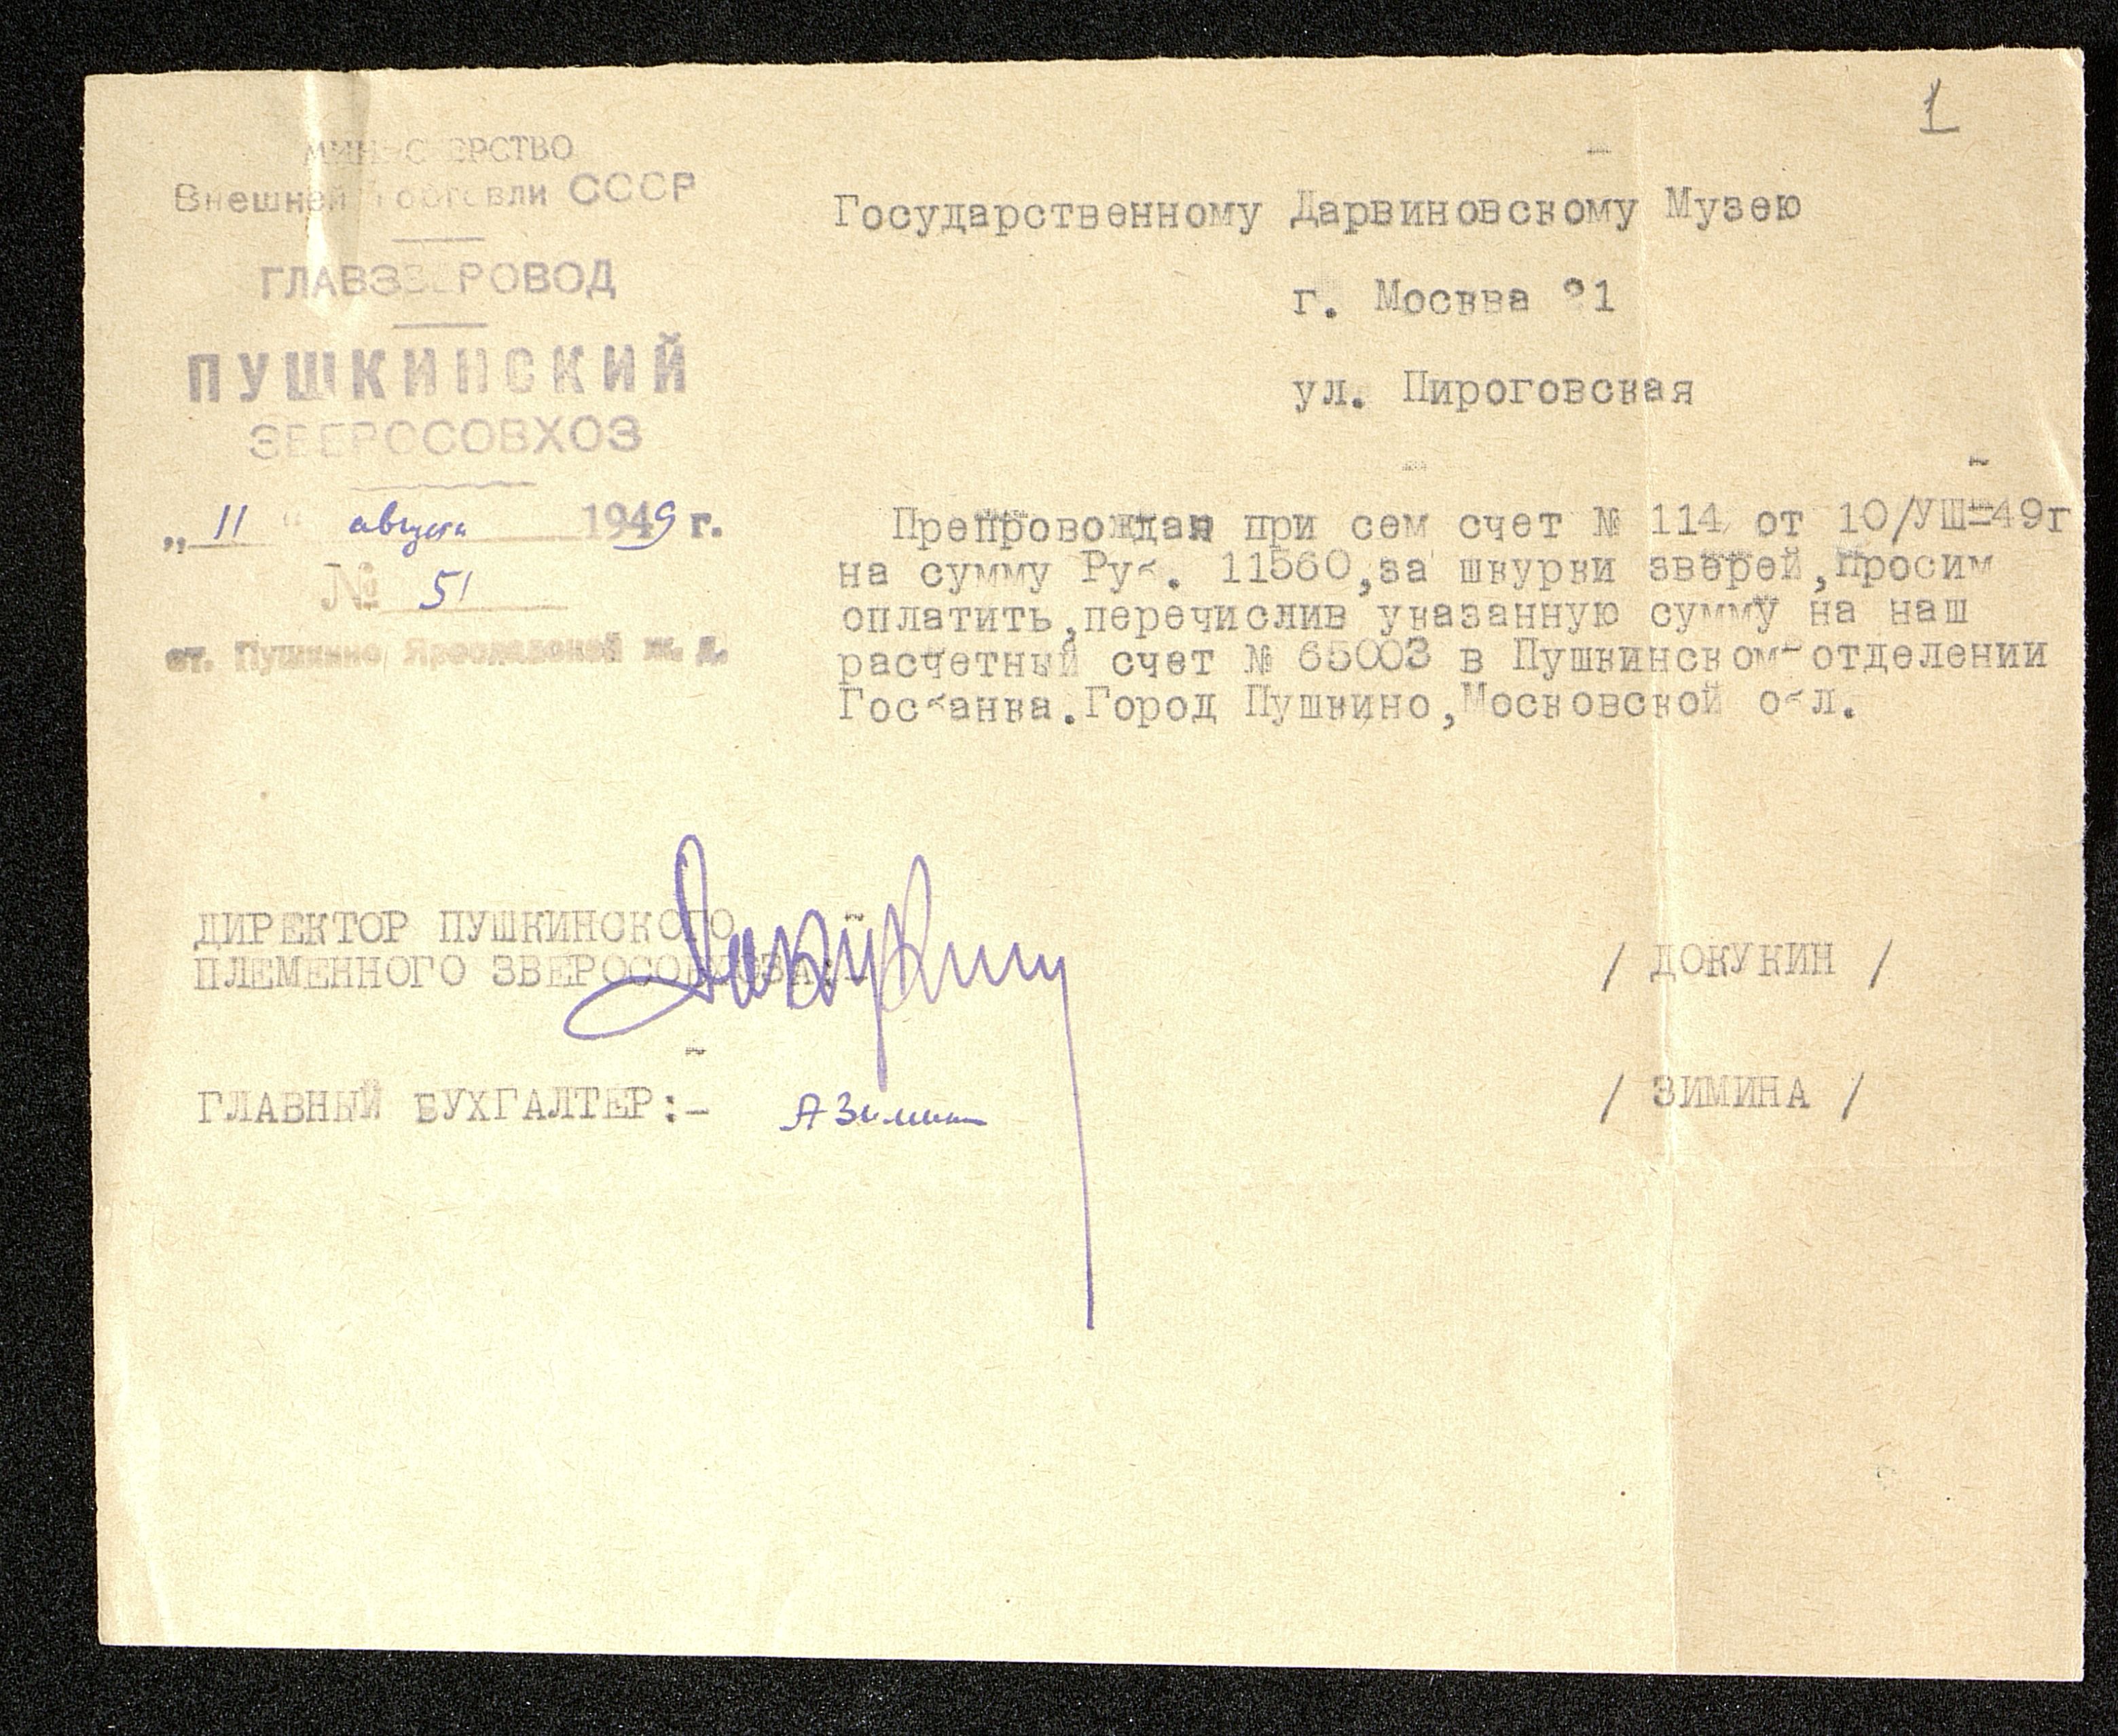 1
МИНИСТЕРСТВО
Внешней Торговли СССР
ГЛАВЗВЕРОВОД
ПУШКИНСКИЙ
ЗВЕРОСОВХОЗ
„ 11 " августа 1949 г.
№ 51
ст. Пушкино Ярославской ж. д.
Государственному Дарвиновскому Музею
г. Москва 21
ул. Пироговская
Препровождая при сем счет № 114 от 10/УШ-49г
на сумму Руб. 11560,за шкурки зверей,просим
оплатить,перечислив указанную сумму на наш
расчетный счет № 65003 в Пушкинском отделении
Госбанка.Город Пушкино,Московской обл.
ДИРЕКТОР ПУШКИНСКОГО
ПЛЕМЕННОГО ЗВЕРОСОВХОЗА:- Докукин / ДОКУКИН /
ГЛАВНЫЙ БУХГАЛТЕР:- АЗимина / ЗИМИНА /